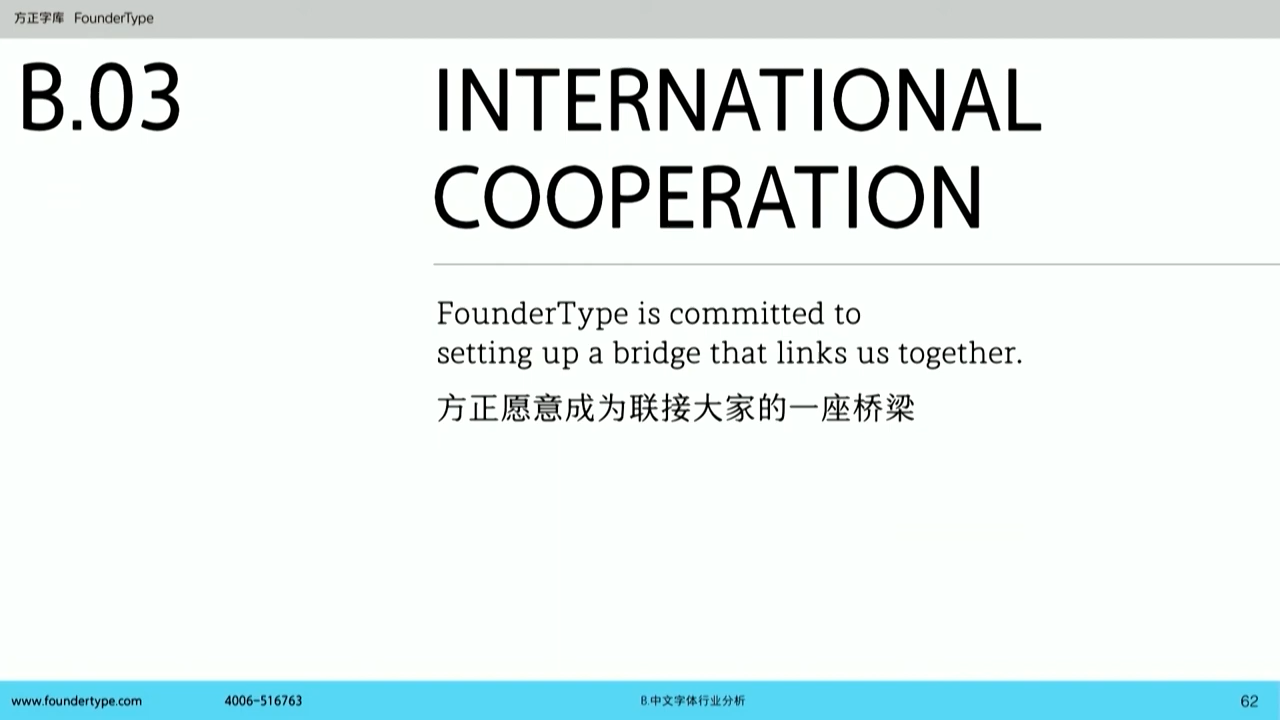 方正字库 FounderType
B.03
INTERNATIONAL
COOPERATION
FounderType is committed to
setting up a bridge that links us together.
方正愿意成为联接大家的一座桥梁
www.foundertype.com 4006-516763 B.中文字体行业分析 62